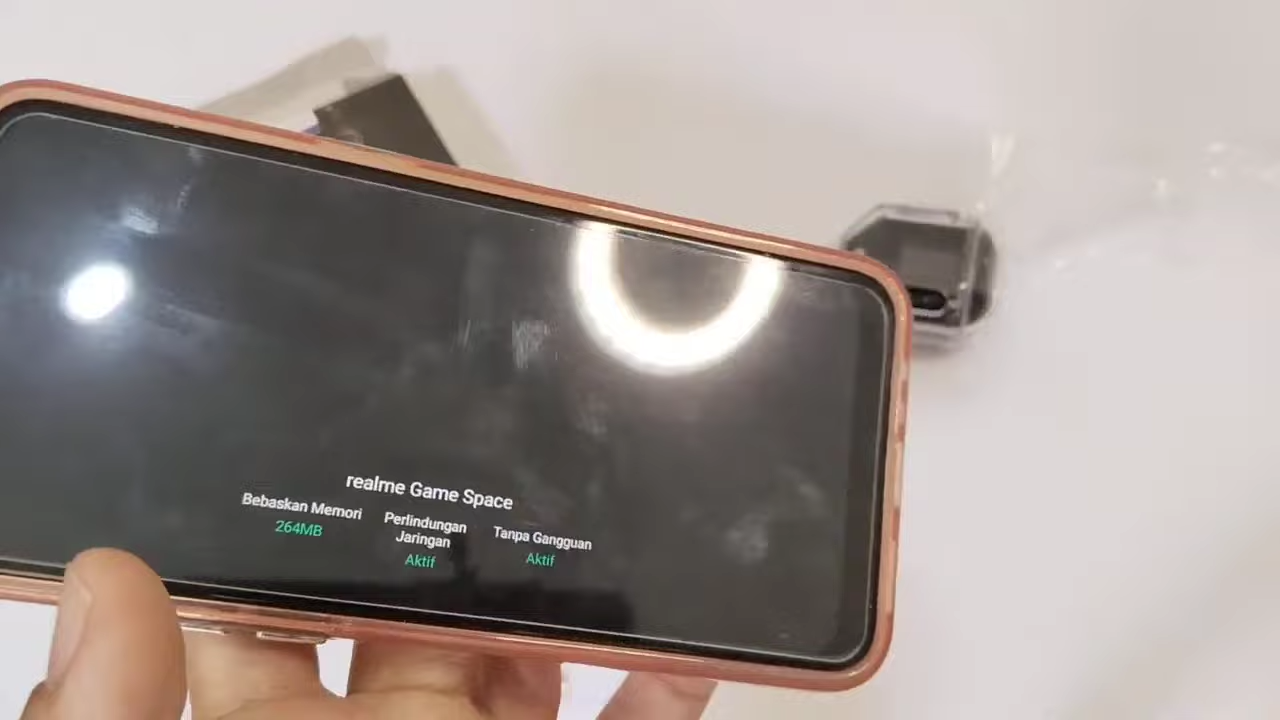 realme Game Space
Bebaskan Memori
264MB
Perlindungan
Jaringan
Aktif
Tanpa Gangguan
Aktif